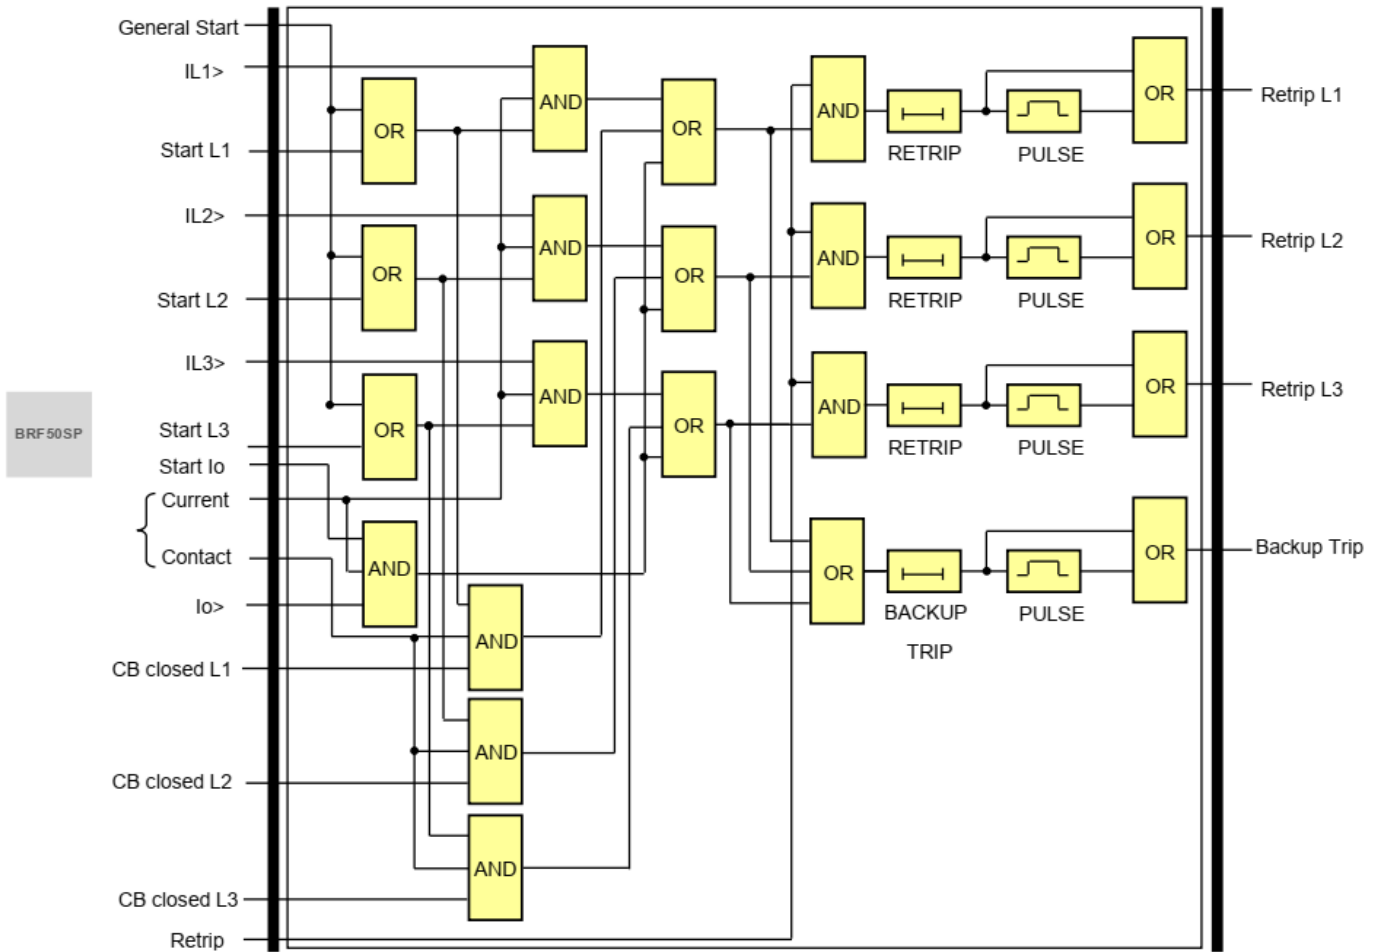 General Start
IL1>
Start L1
IL2>
Start L2
IL3>
Start L3
Start Io
Current
Contact
Io>
CB closed L1
CB closed L2
CB closed L3
Retrip
BRF50SP
OR
OR
OR
AND
AND
AND
AND
AND
AND
AND
OR
OR
OR
AND
AND
AND
OR
RETRIP
PULSE
RETRIP
PULSE
RETRIP
PULSE
BACKUP
TRIP
PULSE
OR
OR
OR
OR
Retrip L1
Retrip L2
Retrip L3
Backup Trip